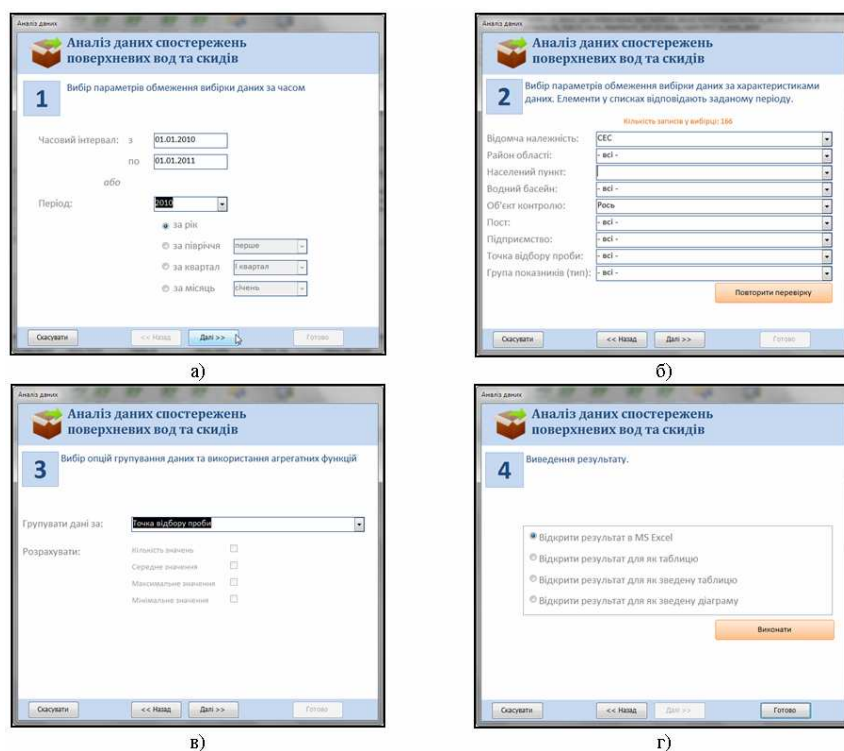 Аналіз даних
Аналіз даних спостережень
поверхневих вод та скидів
1
Вибір параметрів обмеження вибірки даних за часом
Часовий інтервал: з 01.01.2010
по 01.01.2011
або
Період: 2010
за рік
за півріччя перше
за квартал І квартал
за місяць січень
Скасувати << Назад Далі >> Готово
а)
Аналіз даних
Аналіз даних спостережень
поверхневих вод та скидів
2
Вибір параметрів обмеження вибірки даних за характеристиками
даних. Елементи у списках відповідають заданому періоду.
Кількість записів у вибірці: 166
Відомча належність: СЕС
Район області: - всі -
Населений пункт:
Водний басейн: - всі -
Об'єкт контролю: Рось
Пост: - всі -
Підприємство: - всі -
Точка відбору проби: - всі -
Група показників (тип): - всі -
Повторити перевірку
Скасувати << Назад Далі >> Готово
б)
Аналіз даних
Аналіз даних спостережень
поверхневих вод та скидів
3
Вибір опцій групування даних та використання агрегатних функцій
Групувати дані за: Точка відбору проби
Розрахувати: Кількість значень
Середнє значення
Максимальне значення
Мінімальне значення
Скасувати << Назад Далі >> Готово
в)
Аналіз даних
Аналіз даних спостережень
поверхневих вод та скидів
4
Виведення результату.
Відкрити результат в MS Excel
Відкрити результат для як таблицю
Відкрити результат для як зведену таблицю
Відкрити результат для як зведену діаграму
Виконати
Скасувати << Назад Далі >> Готово
г)